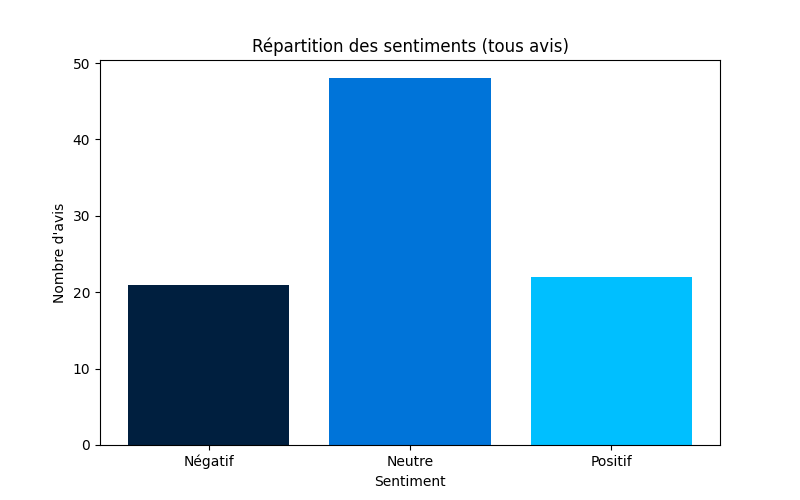 Répartition des sentiments (tous avis)
50
40
30
20
10
0
Nombre d'avis
Négatif
Neutre
Positif
Sentiment